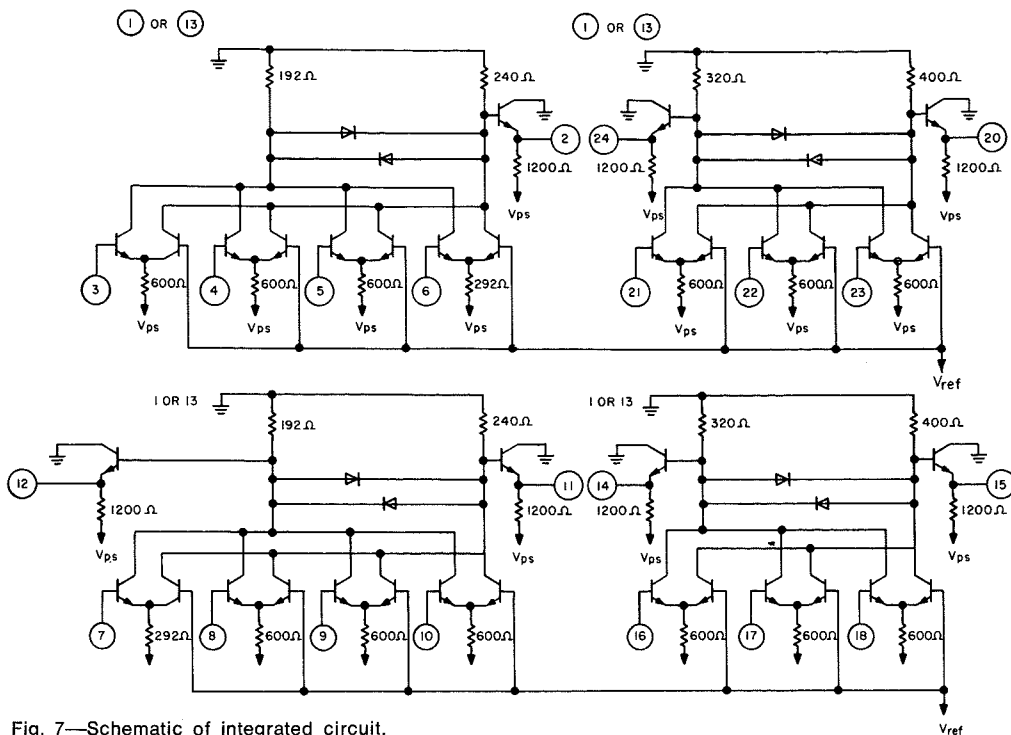 1 OR 13
1 OR 13
192Ω
240Ω
320Ω
400Ω
2
24
20
1200Ω
1200Ω
1200Ω
Vps
Vps
Vps
3
4
5
6
21
22
23
600Ω
600Ω
600Ω
292Ω
600Ω
600Ω
600Ω
Vps
Vps
Vps
Vps
Vps
Vps
Vps
Vref
1 OR 13
1 OR 13
192Ω
240Ω
320Ω
400Ω
12
11
14
15
1200Ω
1200Ω
1200Ω
1200Ω
Vps
Vps
Vps
Vps
7
8
9
10
16
17
18
292Ω
600Ω
600Ω
600Ω
600Ω
600Ω
600Ω
Vref
Fig. 7—Schematic of integrated circuit.